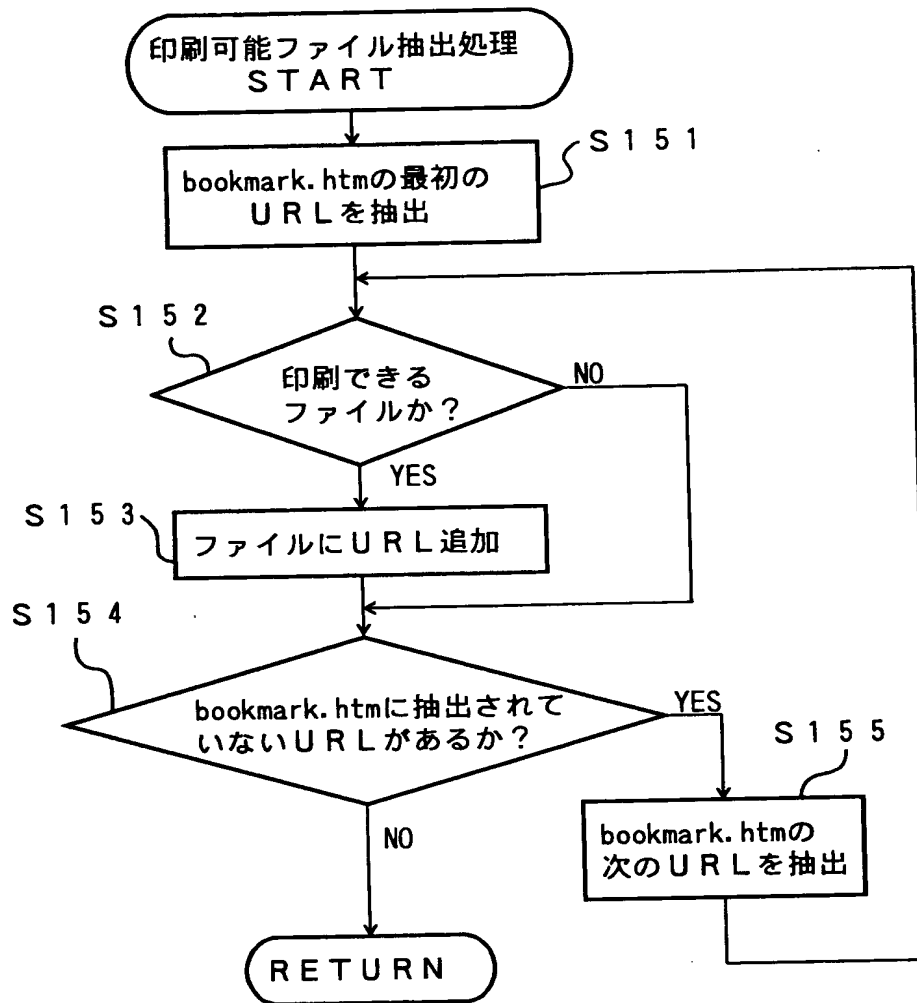 印刷可能ファイル抽出処理
ＳＴＡＲＴ
Ｓ１５１
bookmark.htmの最初の
ＵＲＬを抽出
Ｓ１５２
印刷できる
ファイルか？
NO
YES
Ｓ１５３
ファイルにＵＲＬ追加
Ｓ１５４
bookmark.htmに抽出されて
いないＵＲＬがあるか？
YES
Ｓ１５５
bookmark.htmの
次のＵＲＬを抽出
NO
ＲＥＴＵＲＮ